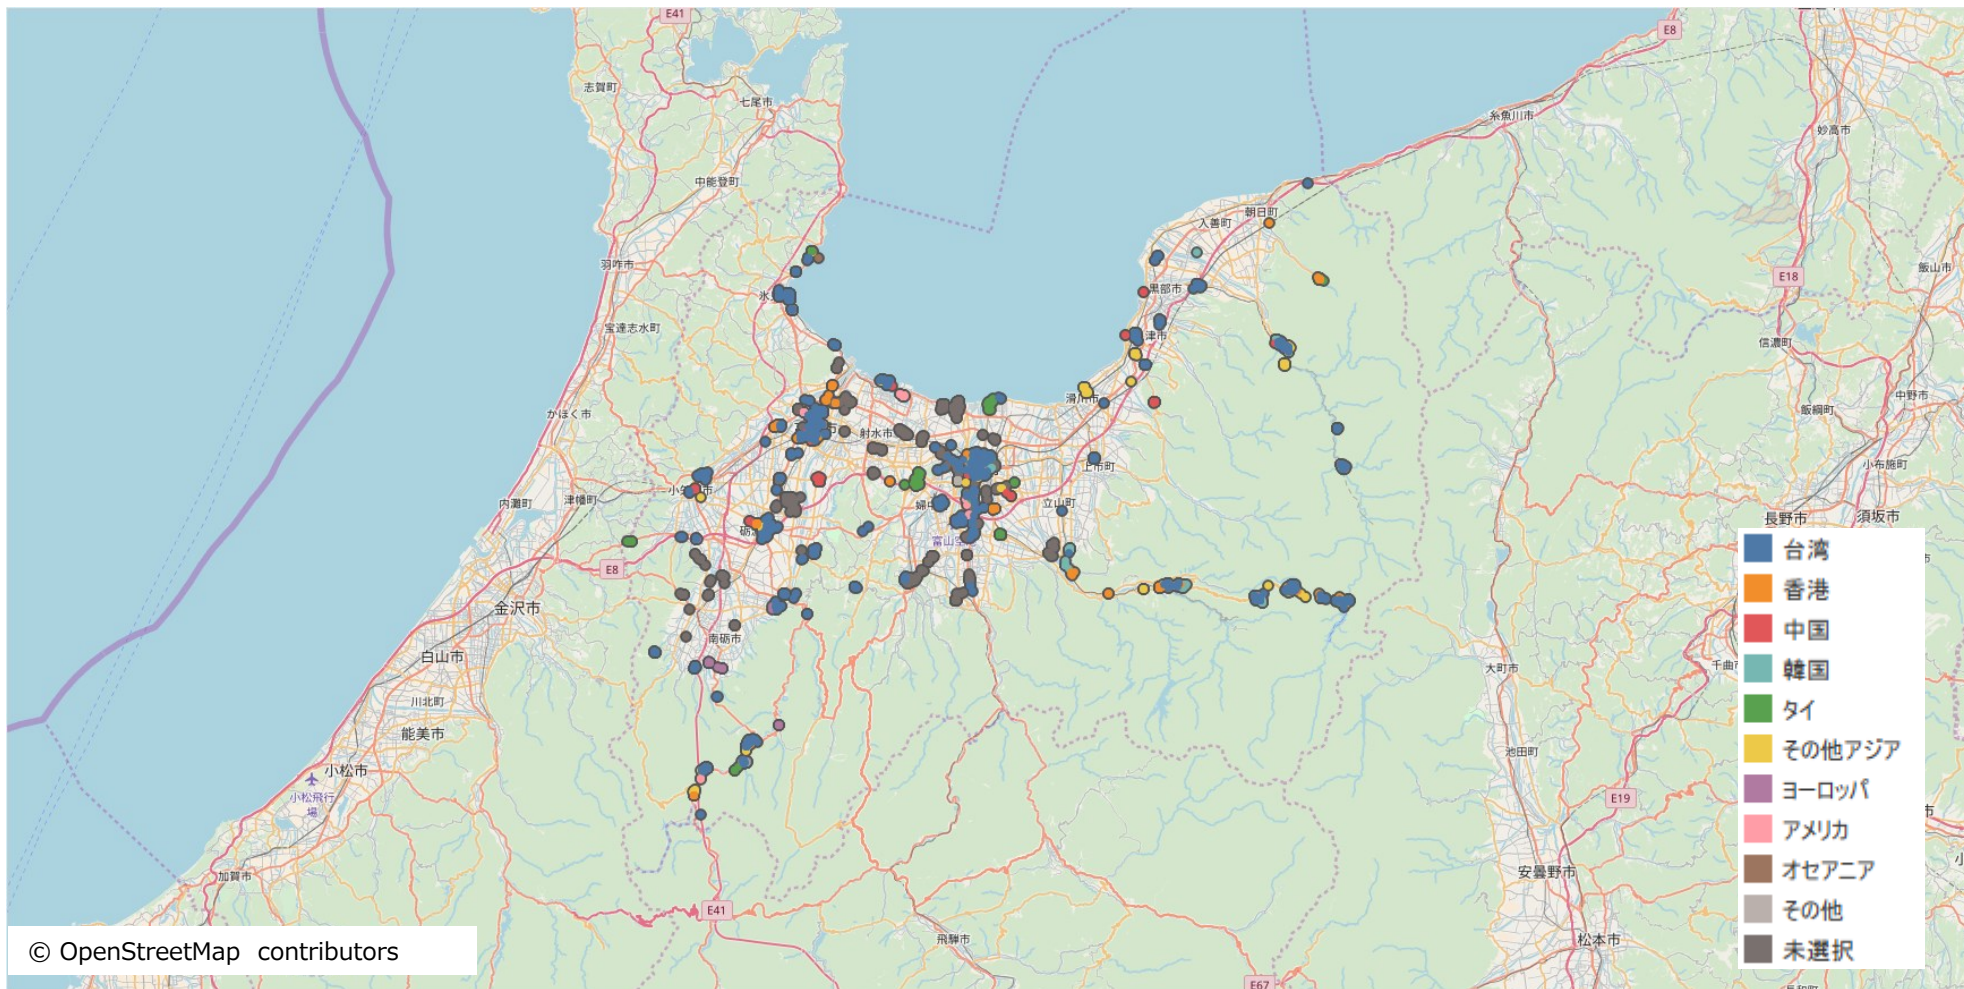 E41
E8
志賀町
七尾市
糸魚川市
妙高市
中能登町
朝日町
入善町
羽咋市
E18
飯山市
黒部市
氷
宝達志水町
津市
信濃町
滑川市
中野市
かほく市
飯綱町
射水市
上市町
小布施町
小矢
市
内灘町
津幡町
婦中
立山町
長野市
須坂市
砺波
富山空
E8
金沢市
南砺市
白山市
大町市
千曲市
川北町
能美市
池田町
小松市
小松飛行
場
E19
加賀市
安曇野市
E41
飛騨市
松本市
E67
台湾
香港
中国
韓国
タイ
その他アジア
ヨーロッパ
アメリカ
オセアニア
その他
未選択
© OpenStreetMap contributors